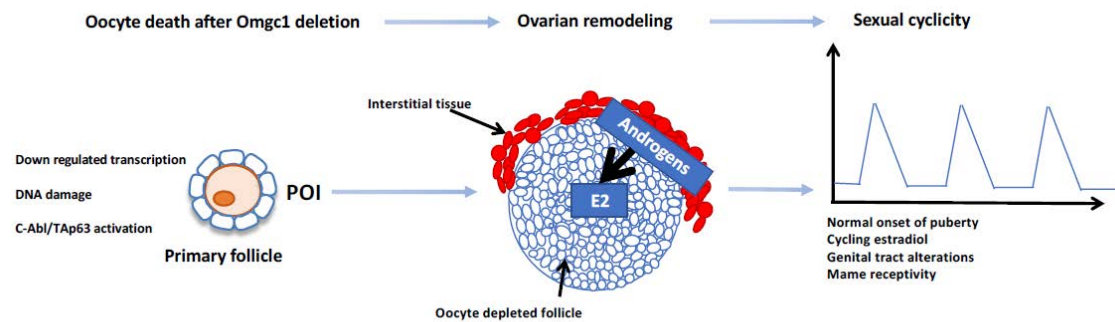 Oocyte death after Omgc1 deletion
Ovarian remodeling
Sexual cyclicity
Interstitial tissue
Androgens
E2
Down regulated transcription
DNA damage
C-Abl/TAp63 activation
POI
Primary follicle
Oocyte depleted follicle
Normal onset of puberty
Cycling estradiol
Genital tract alterations
Mame receptivity